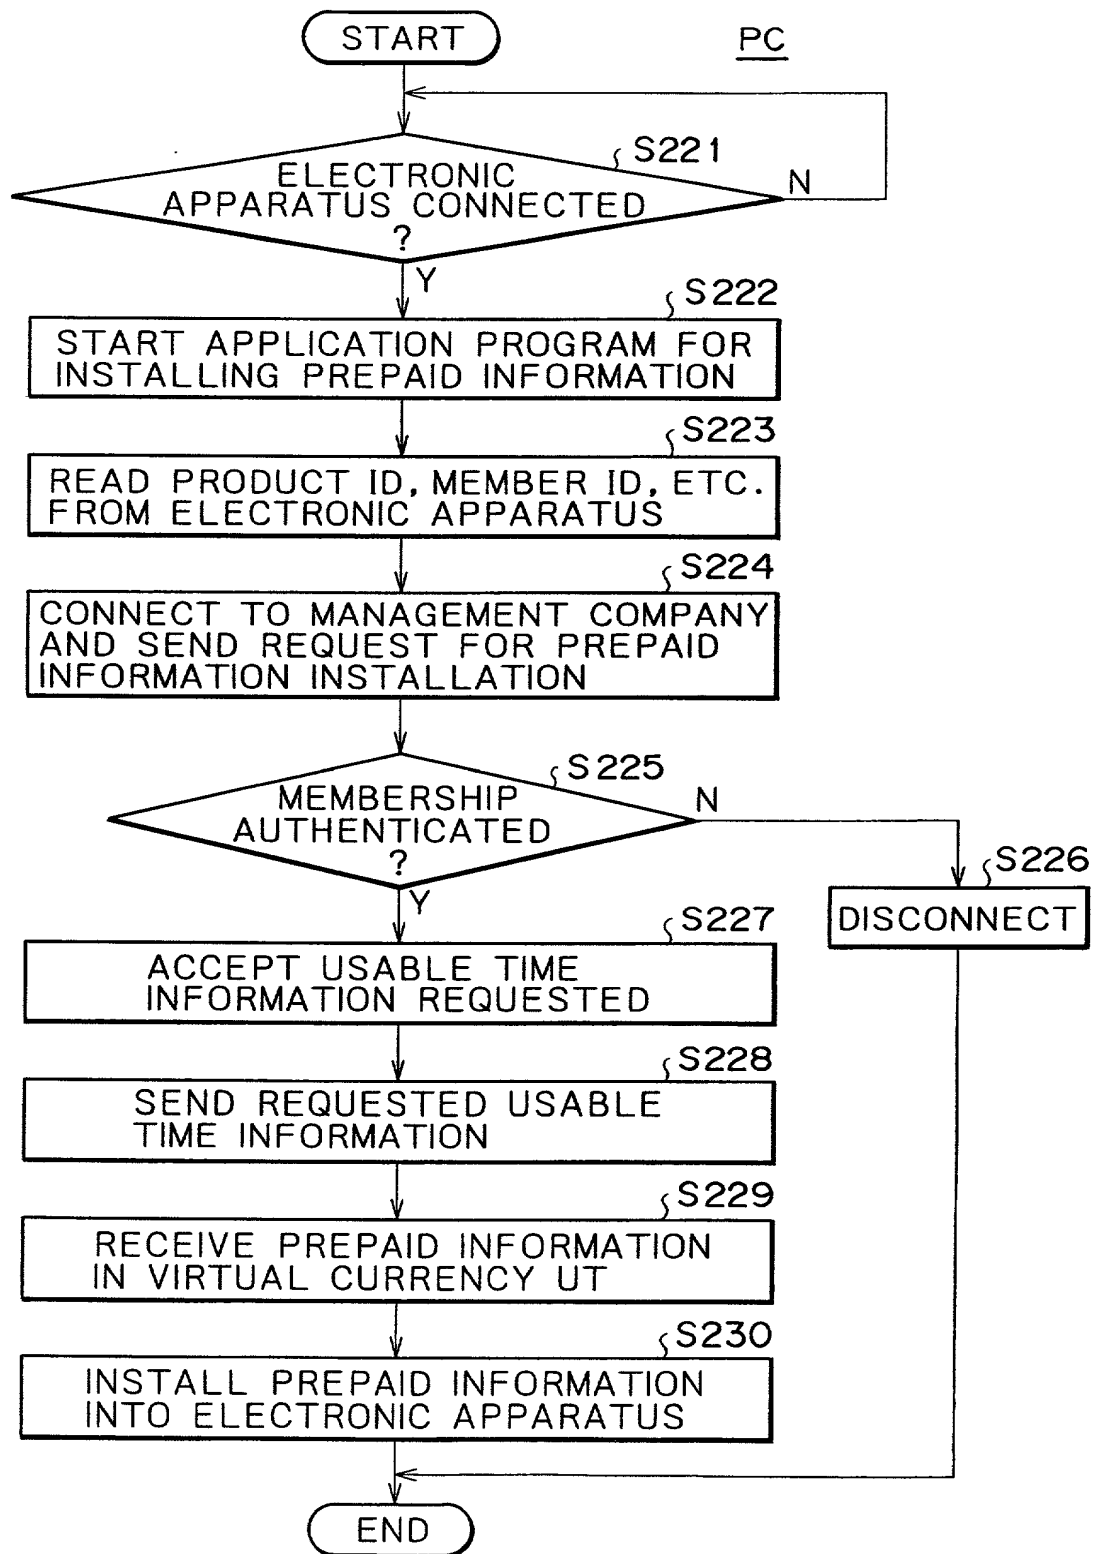 START
PC
S221
ELECTRONIC
APPARATUS CONNECTED
?
N
Y
S222
START APPLICATION PROGRAM FOR
INSTALLING PREPAID INFORMATION
S223
READ PRODUCT ID, MEMBER ID, ETC.
FROM ELECTRONIC APPARATUS
S224
CONNECT TO MANAGEMENT COMPANY
AND SEND REQUEST FOR PREPAID
INFORMATION INSTALLATION
S225
MEMBERSHIP
AUTHENTICATED
?
N
Y
S226
DISCONNECT
S227
ACCEPT USABLE TIME
INFORMATION REQUESTED
S228
SEND REQUESTED USABLE
TIME INFORMATION
S229
RECEIVE PREPAID INFORMATION
IN VIRTUAL CURRENCY UT
S230
INSTALL PREPAID INFORMATION
INTO ELECTRONIC APPARATUS
END